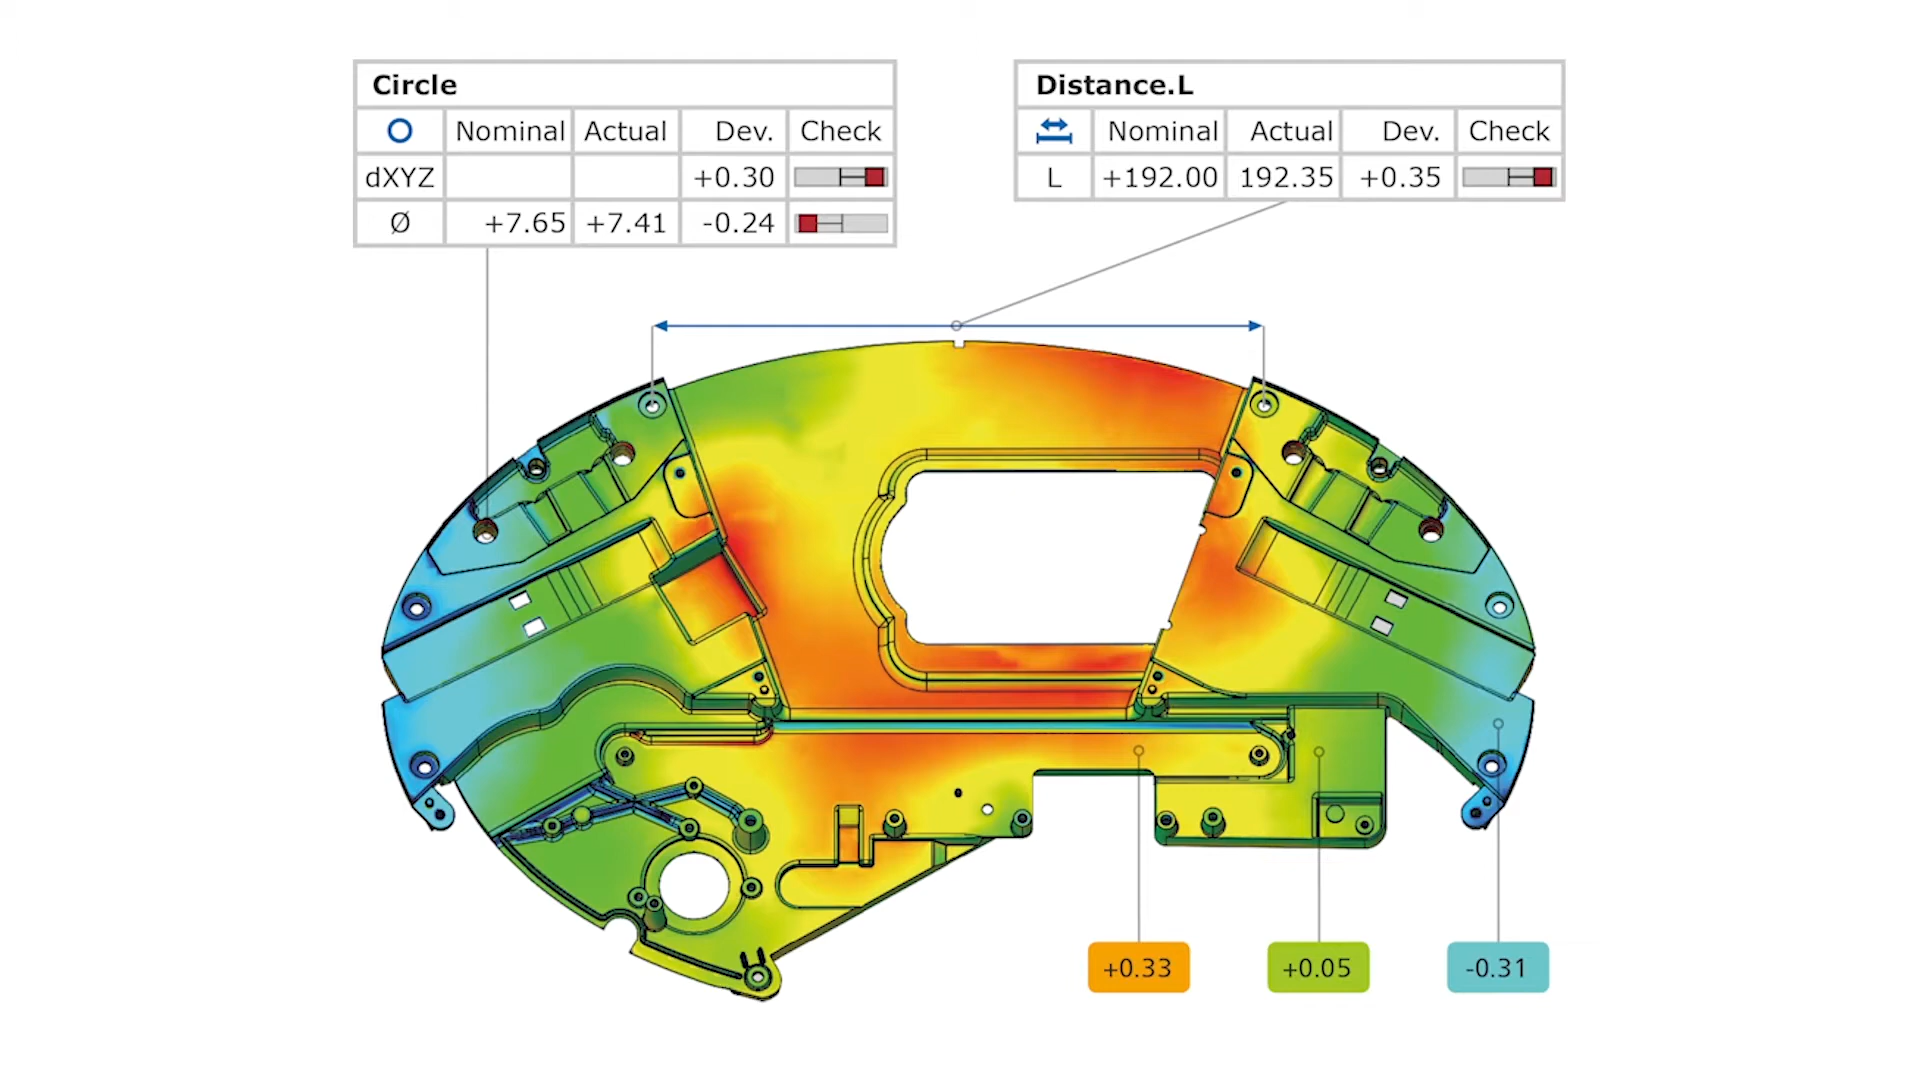 Circle
Nominal Actual Dev. Check
dXYZ +0.30
Ø +7.65 +7.41 -0.24
Distance.L
Nominal Actual Dev. Check
L +192.00 192.35 +0.35
+0.33 +0.05 -0.31